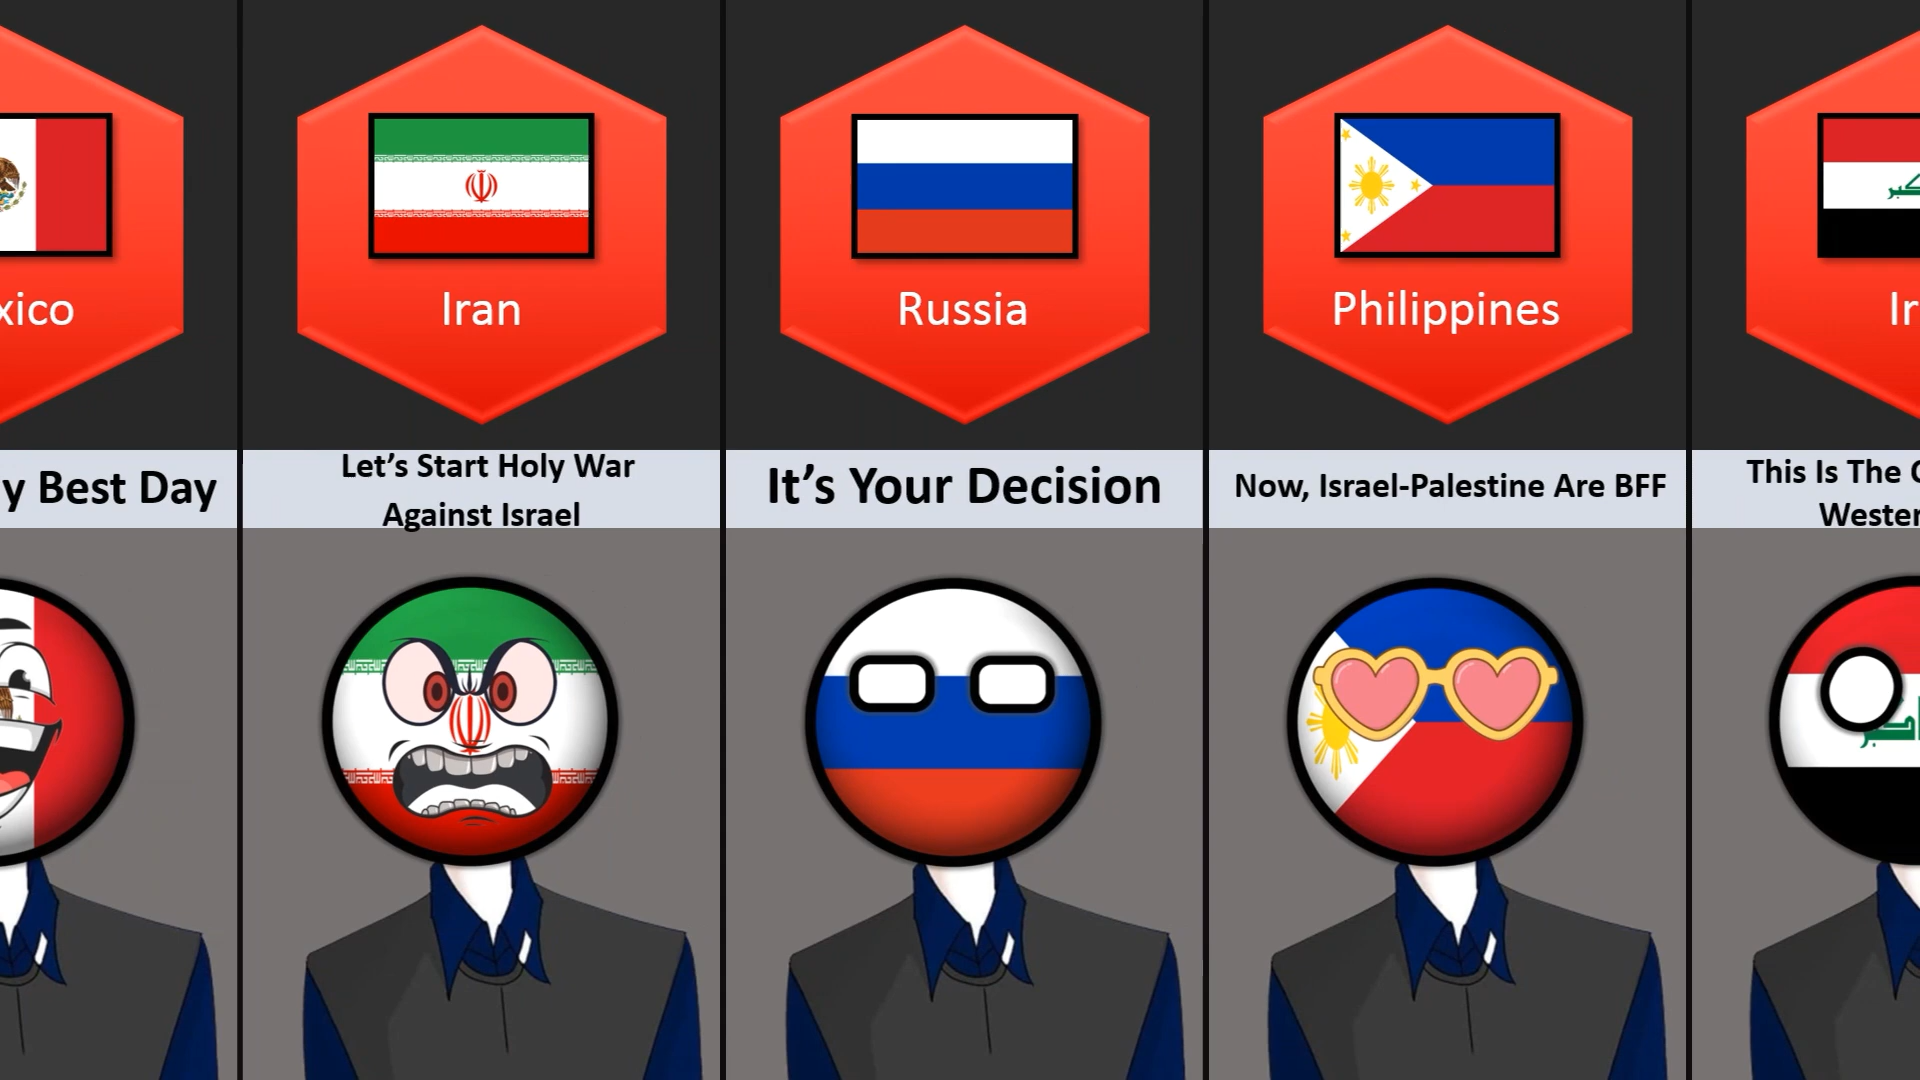 xico
Iran
Russia
Philippines
Ir
y Best Day
Let’s Start Holy War
Against Israel
It’s Your Decision
Now, Israel-Palestine Are BFF
This Is The
Wester